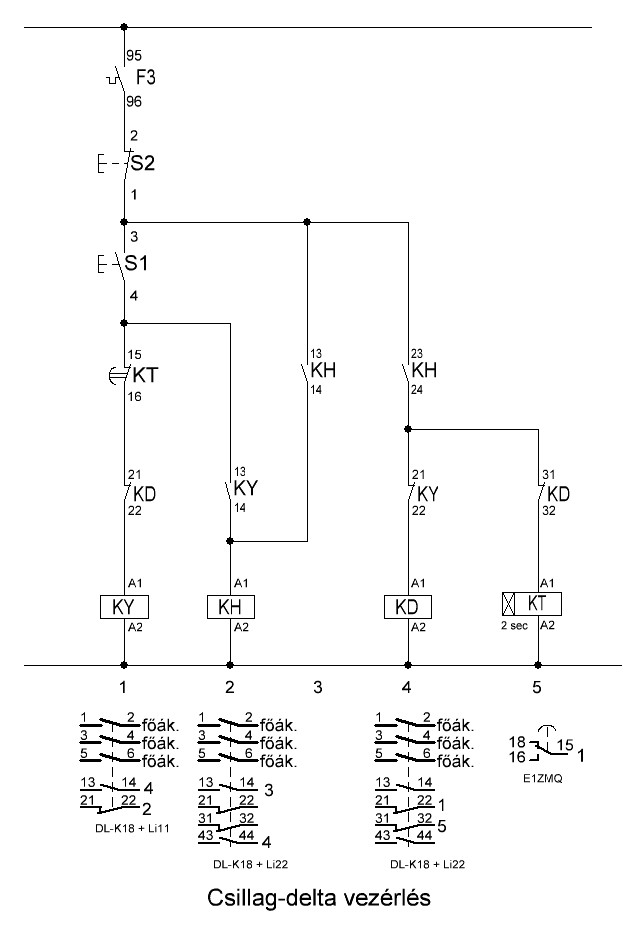 95
F3
96
2
S2
1
3
S1
4
15
KT
16
13
KH
14
23
KH
24
21
KD
22
13
KY
14
21
KY
22
31
KD
32
A1 A1 A1 A1
KY KH KD KT
A2 A2 A2 2 sec A2
1 2 3 4 5
1 2 főák.
3 4 főák.
5 6 főák.
13 14 4
21 22 2
DL-K18 + Li11
1 2 főák.
3 4 főák.
5 6 főák.
13 14 3
21 22
31 32
43 44 4
DL-K18 + Li22
1 2 főák.
3 4 főák.
5 6 főák.
13 14
21 22 1
31 32 5
43 44
DL-K18 + Li22
18 15
16 1
E1ZMQ
Csillag-delta vezérlés